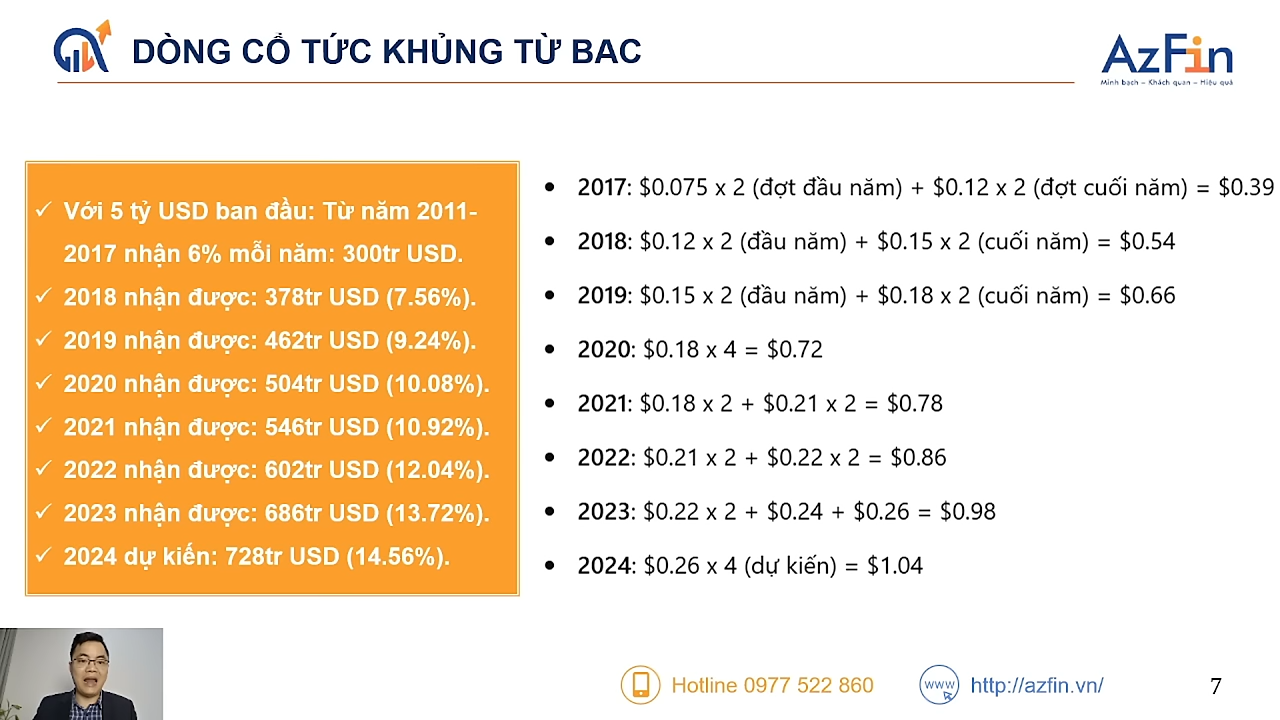 DÒNG CỔ TỨC KHỦNG TỪ BAC
AzFin
Minh bạch – Khách quan – Hiệu quả
✓ Với 5 tỷ USD ban đầu: Từ năm 2011-
2017 nhận 6% mỗi năm: 300tr USD.
✓ 2018 nhận được: 378tr USD (7.56%).
✓ 2019 nhận được: 462tr USD (9.24%).
✓ 2020 nhận được: 504tr USD (10.08%).
✓ 2021 nhận được: 546tr USD (10.92%).
✓ 2022 nhận được: 602tr USD (12.04%).
✓ 2023 nhận được: 686tr USD (13.72%).
✓ 2024 dự kiến: 728tr USD (14.56%).
• 2017: $0.075 x 2 (đợt đầu năm) + $0.12 x 2 (đợt cuối năm) = $0.39
• 2018: $0.12 x 2 (đầu năm) + $0.15 x 2 (cuối năm) = $0.54
• 2019: $0.15 x 2 (đầu năm) + $0.18 x 2 (cuối năm) = $0.66
• 2020: $0.18 x 4 = $0.72
• 2021: $0.18 x 2 + $0.21 x 2 = $0.78
• 2022: $0.21 x 2 + $0.22 x 2 = $0.86
• 2023: $0.22 x 2 + $0.24 + $0.26 = $0.98
• 2024: $0.26 x 4 (dự kiến) = $1.04
Hotline 0977 522 860
www
http://azfin.vn/
7